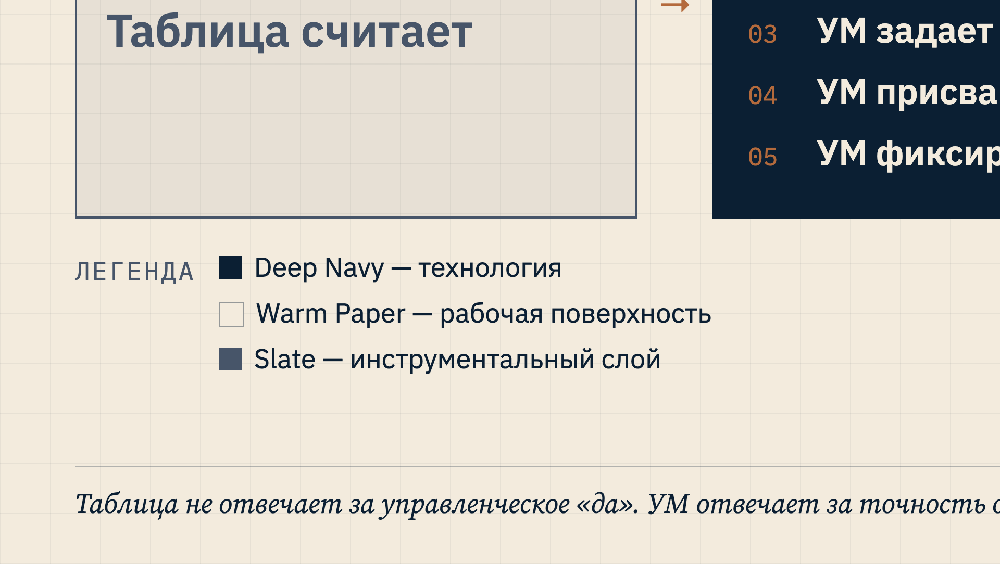 Таблица считает
03 УМ задает
04 УМ присва
05 УМ фиксир
ЛЕГЕНДА
Deep Navy — технология
Warm Paper — рабочая поверхность
Slate — инструментальный слой
Таблица не отвечает за управленческое «да». УМ отвечает за точность